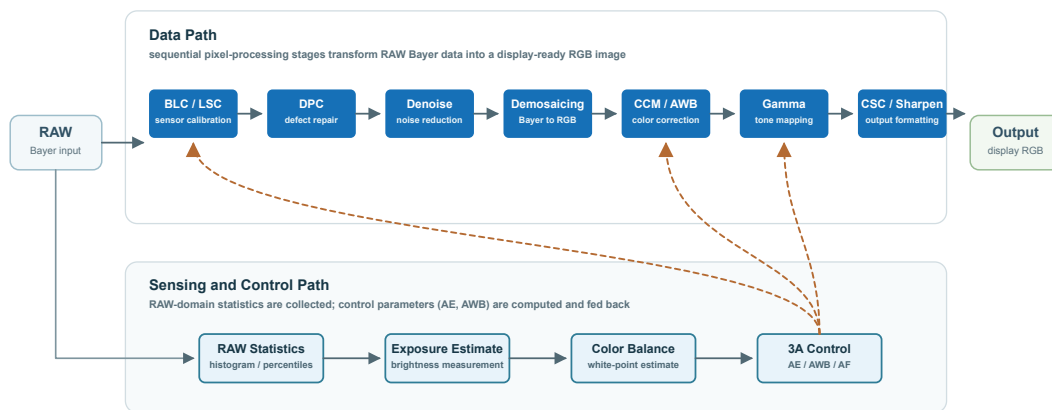 Data Path
sequential pixel-processing stages transform RAW Bayer data into a display-ready RGB image
RAW
Bayer input
BLC / LSC
sensor calibration
DPC
defect repair
Denoise
noise reduction
Demosaicing
Bayer to RGB
CCM / AWB
color correction
Gamma
tone mapping
CSC / Sharpen
output formatting
Output
display RGB
Sensing and Control Path
RAW-domain statistics are collected; control parameters (AE, AWB) are computed and fed back
RAW Statistics
histogram / percentiles
Exposure Estimate
brightness measurement
Color Balance
white-point estimate
3A Control
AE / AWB / AF